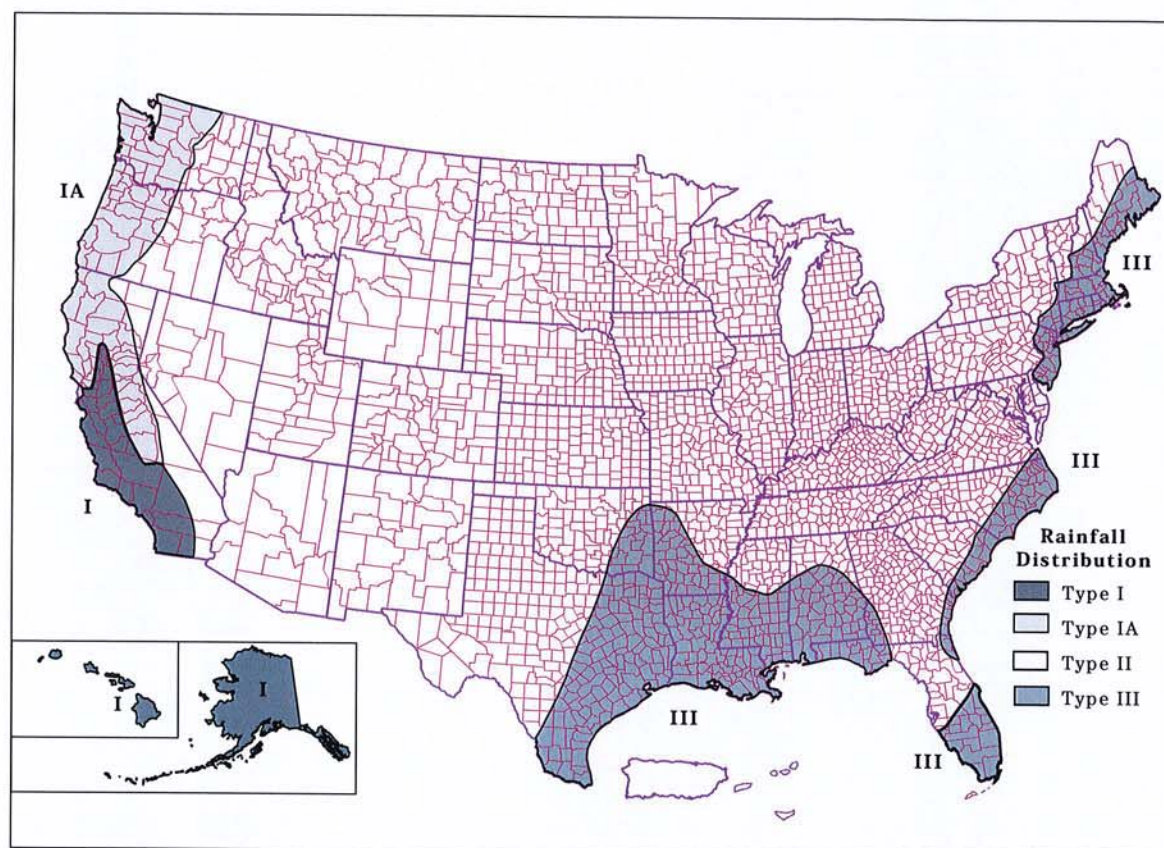 IA
III
III
I
Rainfall
Distribution
Type I
Type IA
Type II
Type III
I
I
III
III